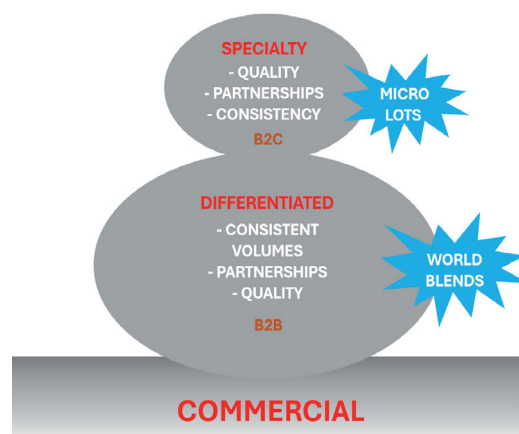 SPECIALTY
- QUALITY
- PARTNERSHIPS
- CONSISTENCY
B2C
MICRO
LOTS
DIFFERENTIATED
- CONSISTENT
VOLUMES
- PARTNERSHIPS
- QUALITY
B2B
WORLD
BLENDS
COMMERCIAL